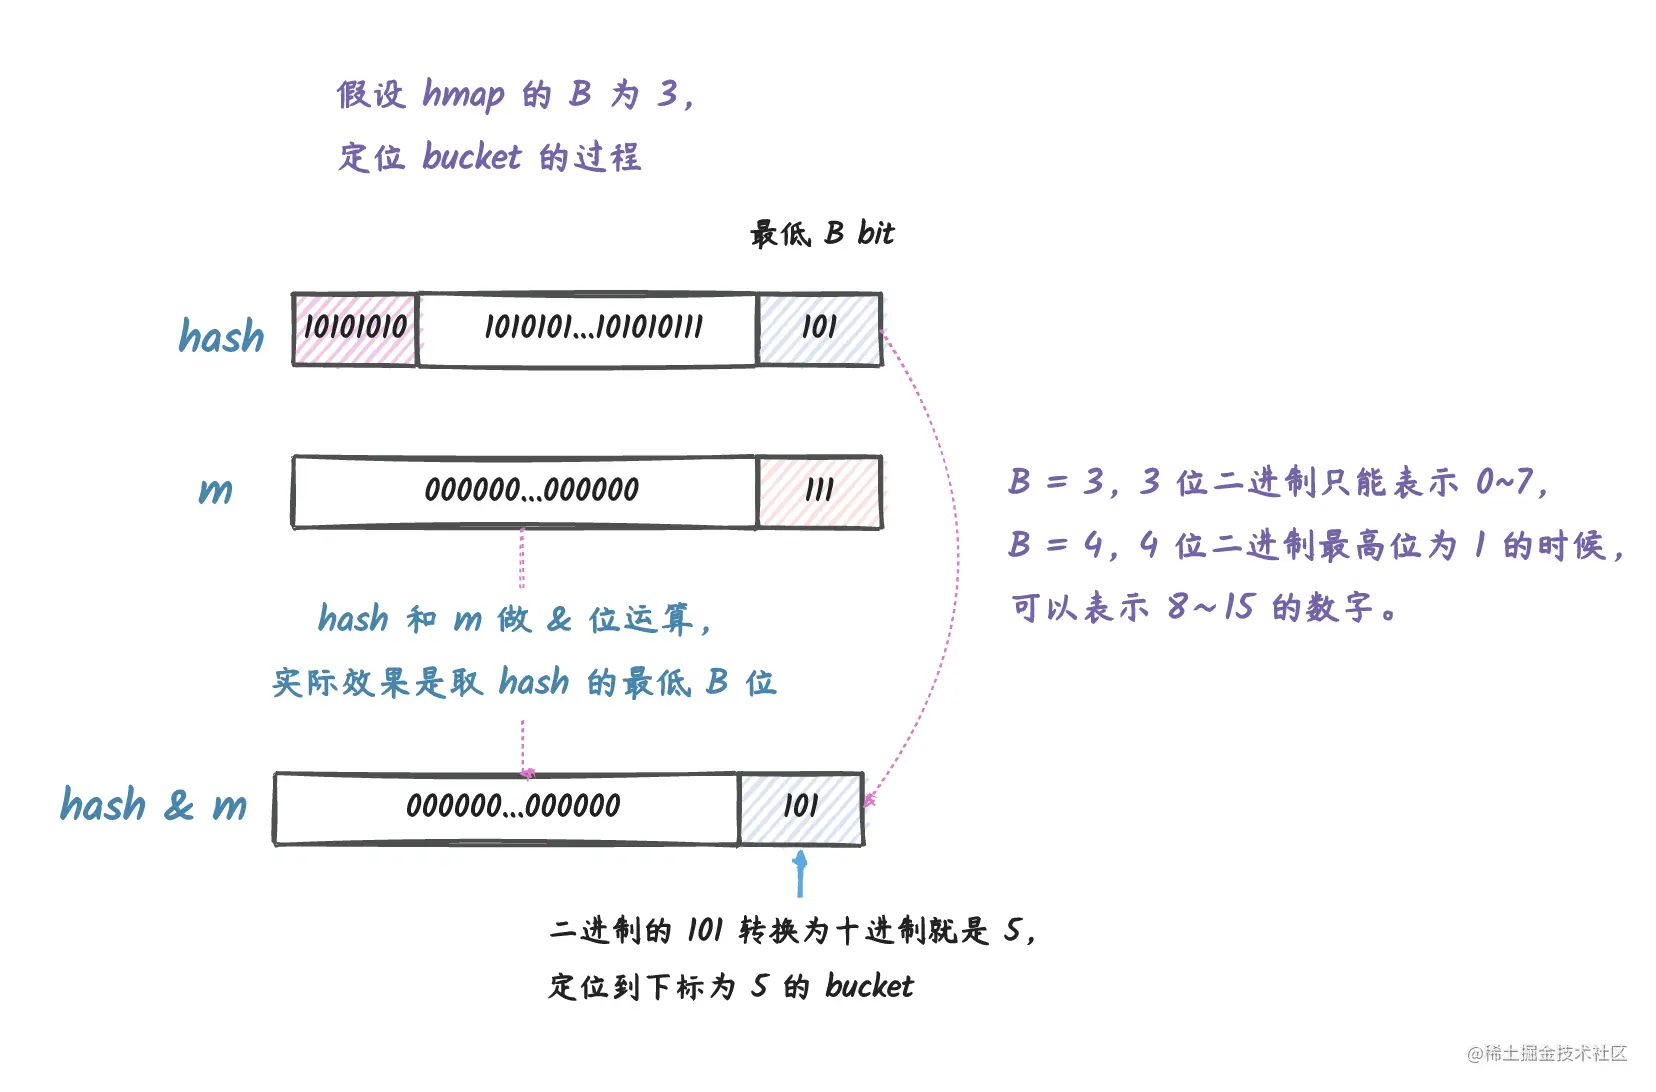 假设 hmap 的 B 为 3，
定位 bucket 的过程
最低 B bit
hash
10101010
1010101...101010111
101
m
000000...000000
111
B = 3, 3 位二进制只能表示 0~7，
B = 4, 4 位二进制最高位为 1 的时候，
可以表示 8~15 的数字。
hash 和 m 做 & 位运算，
实际效果是取 hash 的最低 B 位
hash & m
000000...000000
101
二进制的 101 转换为十进制就是 5，
定位到下标为 5 的 bucket
@稀土掘金技术社区